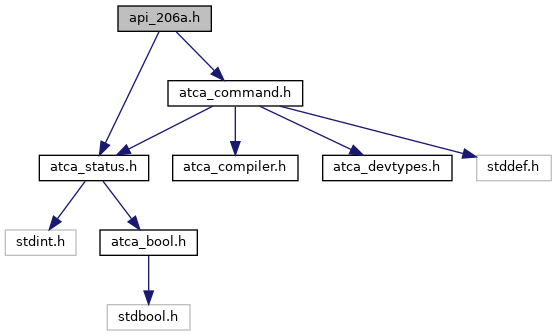 api_206a.h
atca_command.h
atca_status.h
atca_compiler.h
atca_devtypes.h
stddef.h
stdint.h
atca_bool.h
stdbool.h